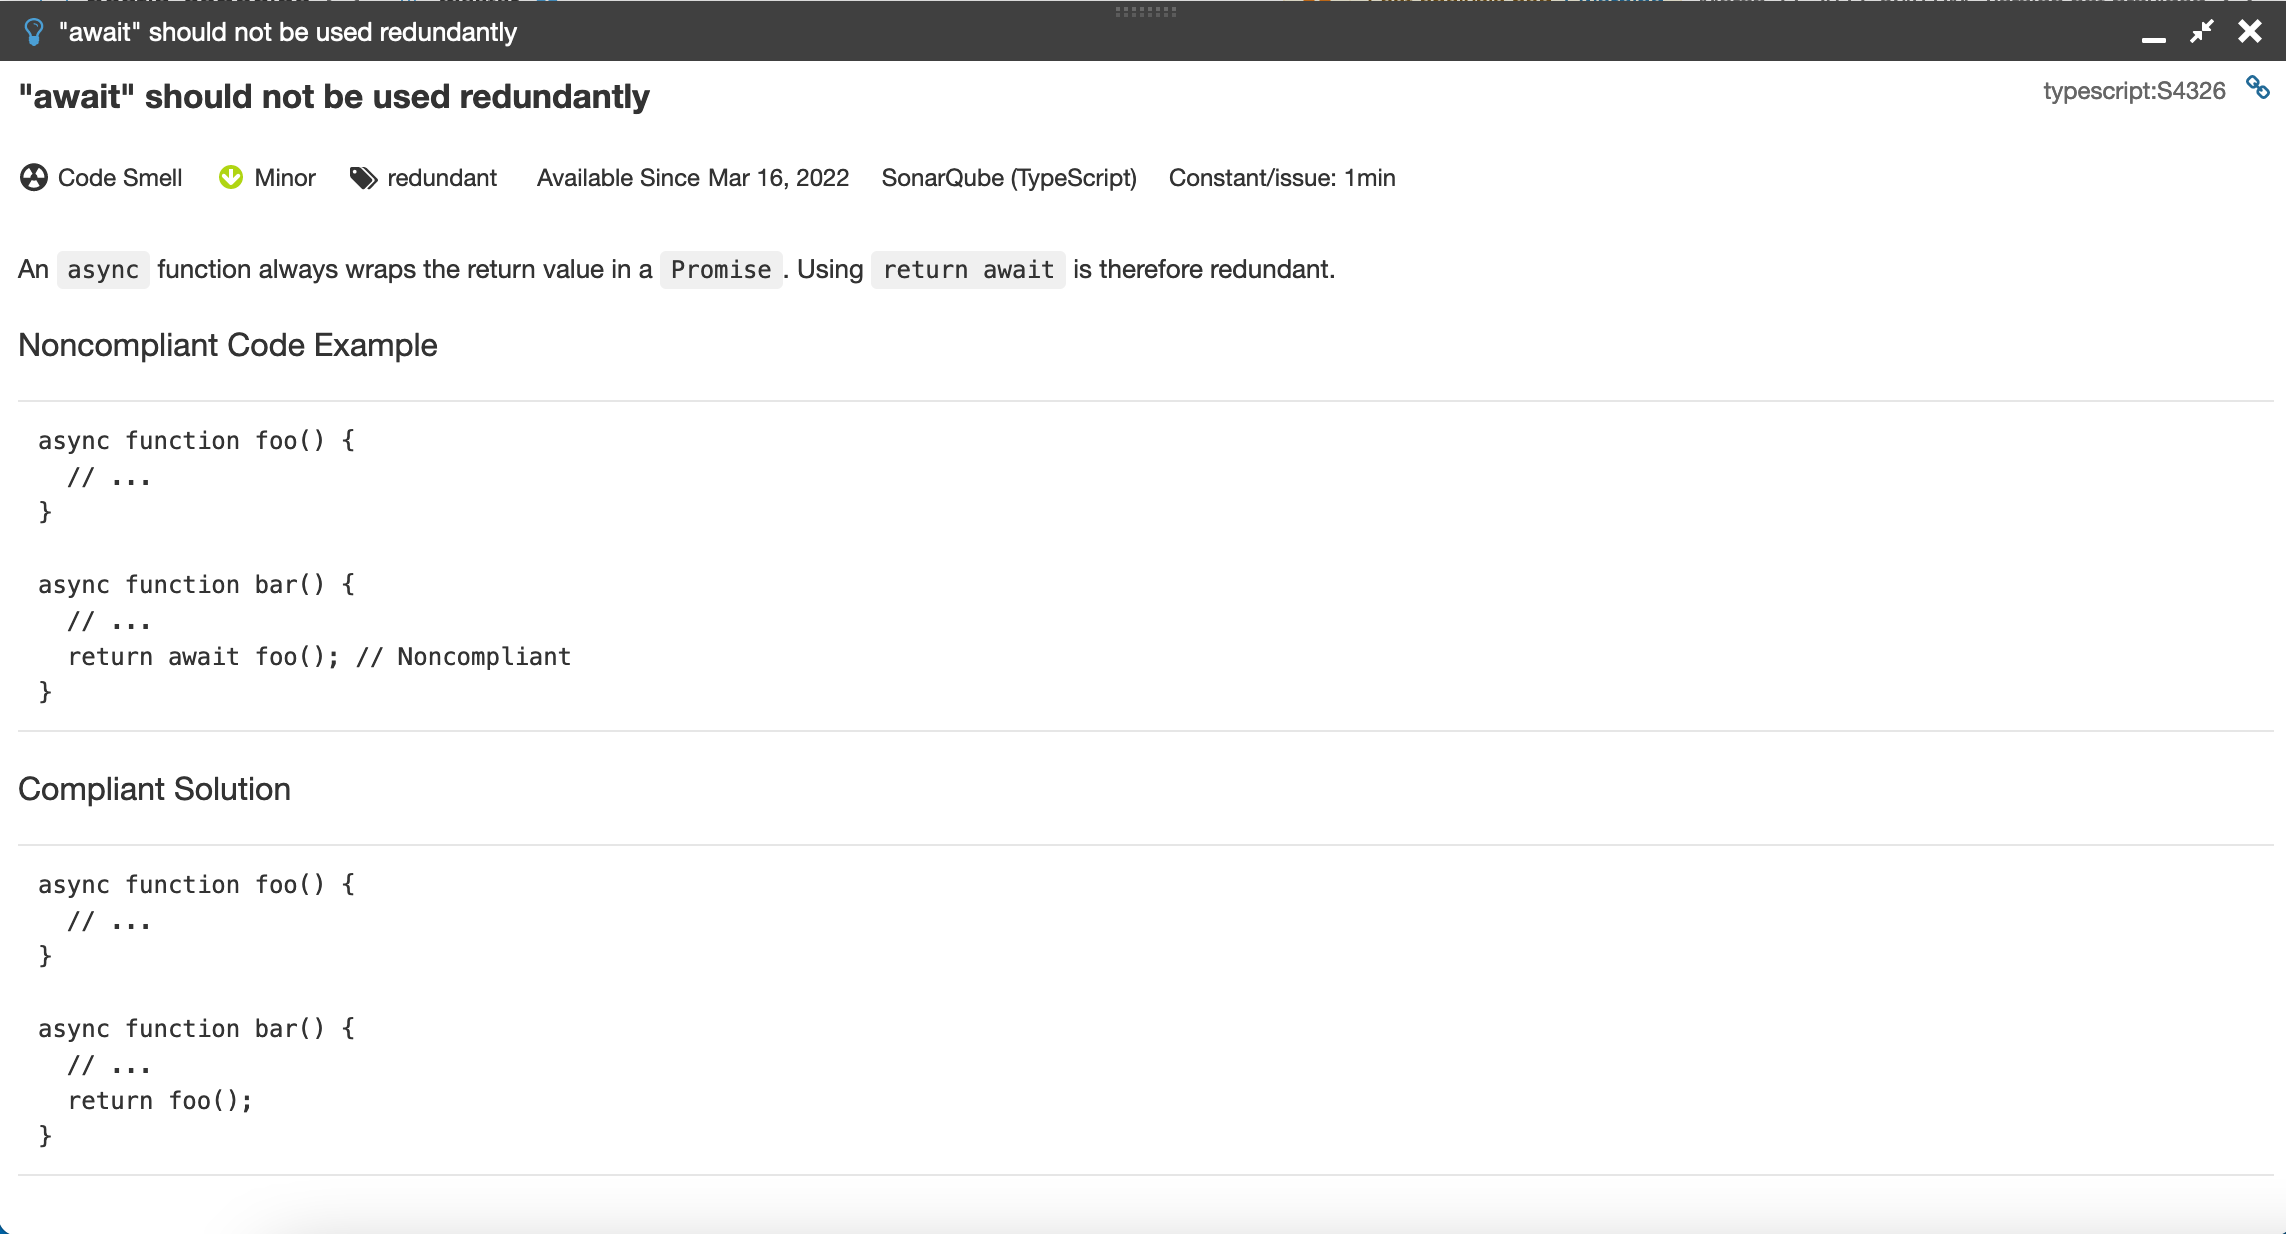 "await" should not be used redundantly
"await" should not be used redundantly
typescript:S4326
Code Smell Minor redundant Available Since Mar 16, 2022 SonarQube (TypeScript) Constant/issue: 1min
An async function always wraps the return value in a Promise. Using return await is therefore redundant.
Noncompliant Code Example
async function foo() {
  // ...
}
async function bar() {
  // ...
  return await foo(); // Noncompliant
}
Compliant Solution
async function foo() {
  // ...
}
async function bar() {
  // ...
  return foo();
}